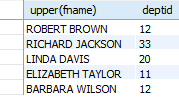 upper(fname) deptid
ROBERT BROWN 12
RICHARD JACKSON 33
LINDA DAVIS 20
ELIZABETH TAYLOR 11
BARBARA WILSON 12